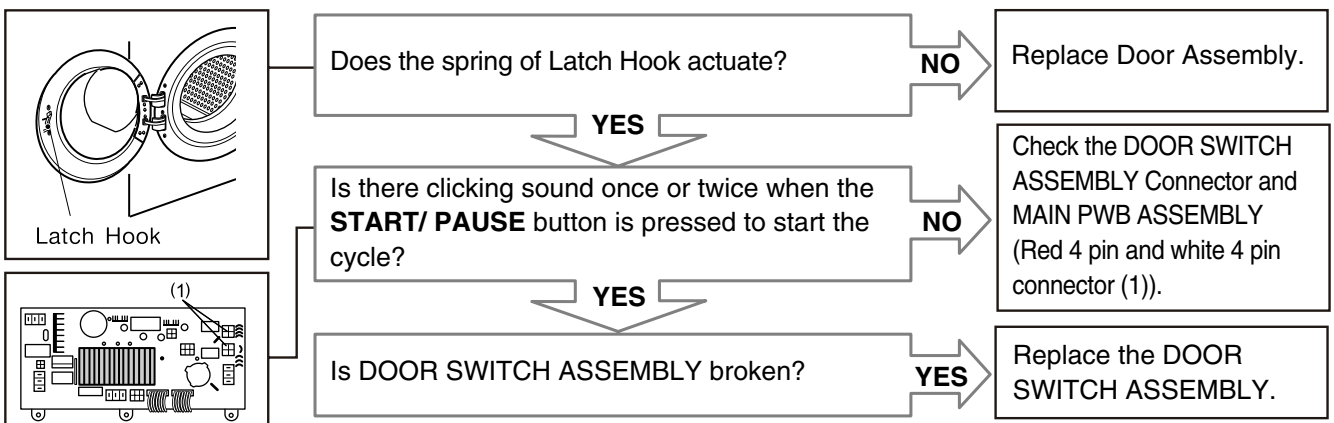 Latch Hook
Does the spring of Latch Hook actuate?
NO
Replace Door Assembly.
YES
Is there clicking sound once or twice when the
START/ PAUSE button is pressed to start the
cycle?
NO
Check the DOOR SWITCH
ASSEMBLY Connector and
MAIN PWB ASSEMBLY
(Red 4 pin and white 4 pin
connector (1)).
(1)
YES
Is DOOR SWITCH ASSEMBLY broken?
YES
Replace the DOOR
SWITCH ASSEMBLY.